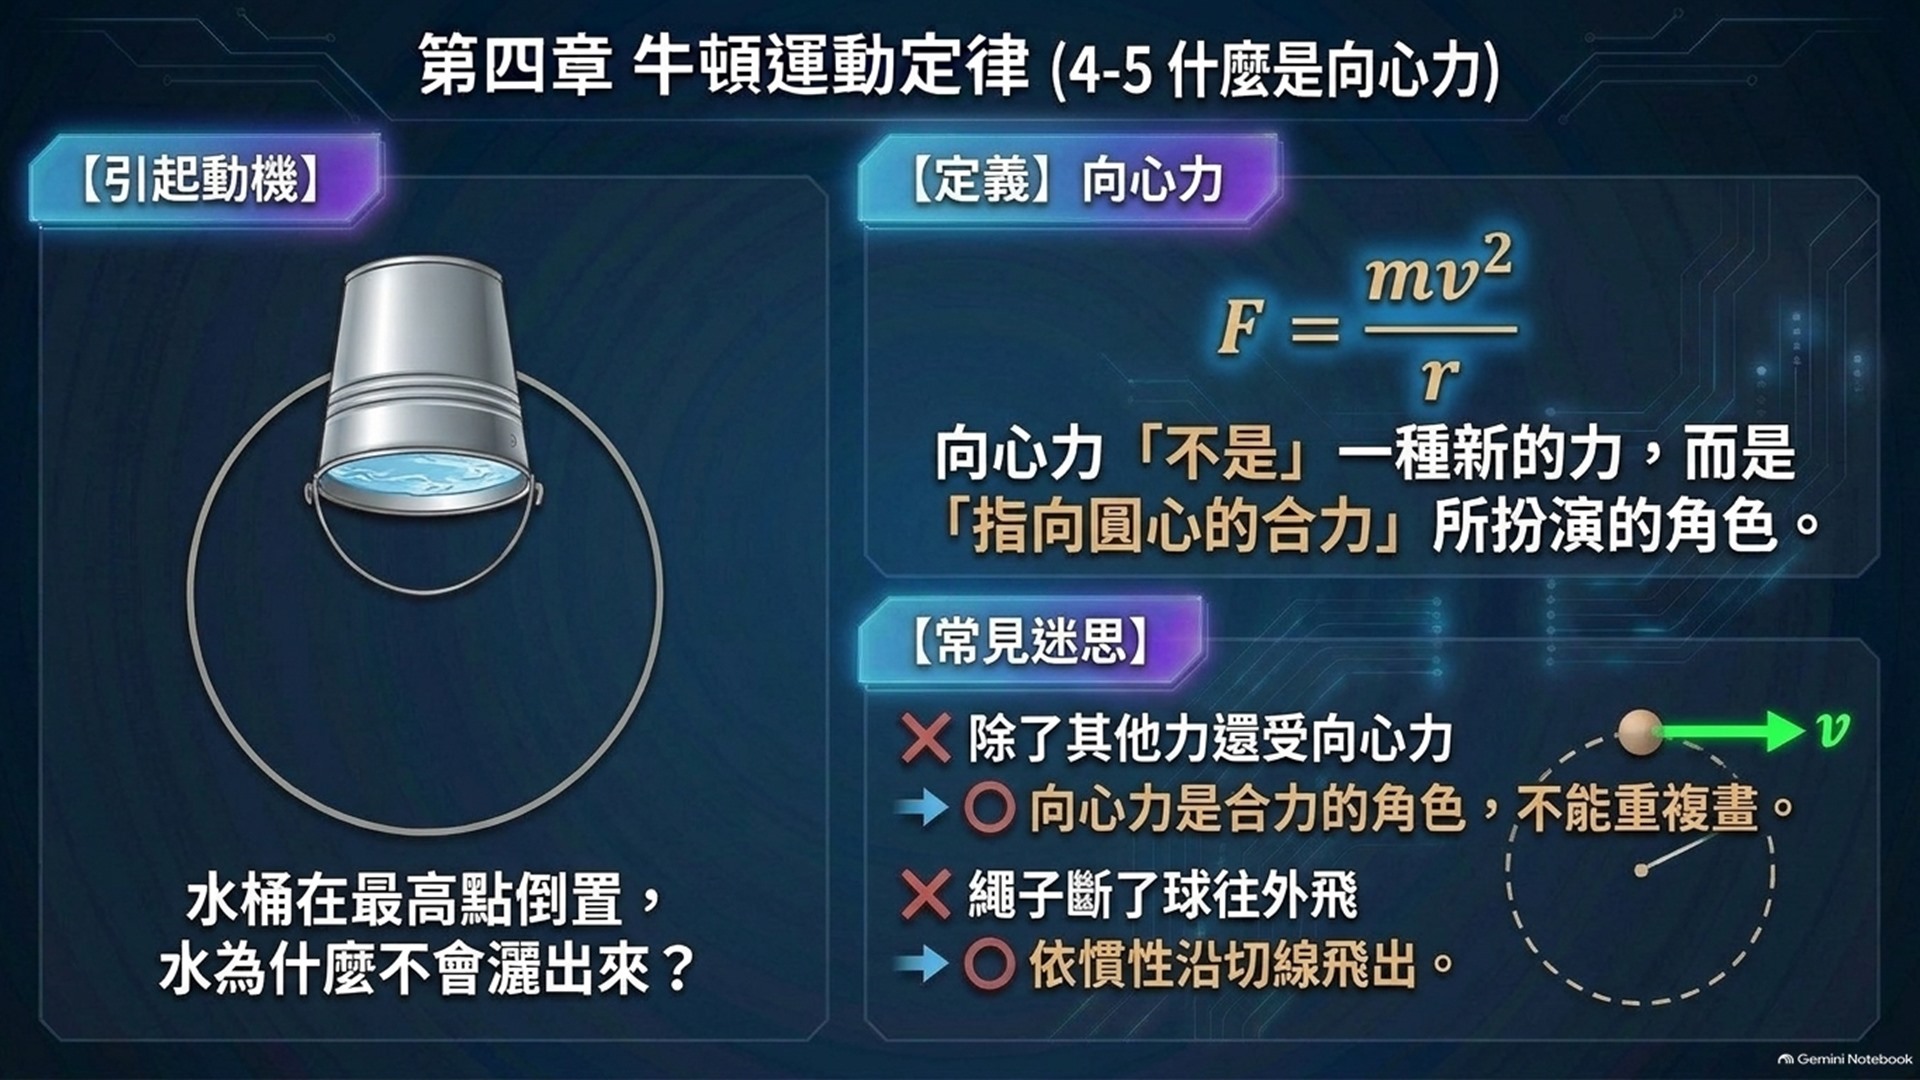 第四章 牛頓運動定律 (4-5 什麼是向心力)
【引起動機】
水桶在最高點倒置，
水為什麼不會灑出來？
【定義】向心力
F = mv²/r
向心力「不是」一種新的力，而是
「指向圓心的合力」所扮演的角色。
【常見迷思】
❌ 除了其他力還受向心力
➡ ⭕ 向心力是合力的角色，不能重複畫。
❌ 繩子斷了球往外飛
➡ ⭕ 依慣性沿切線飛出。
v
Gemini Notebook